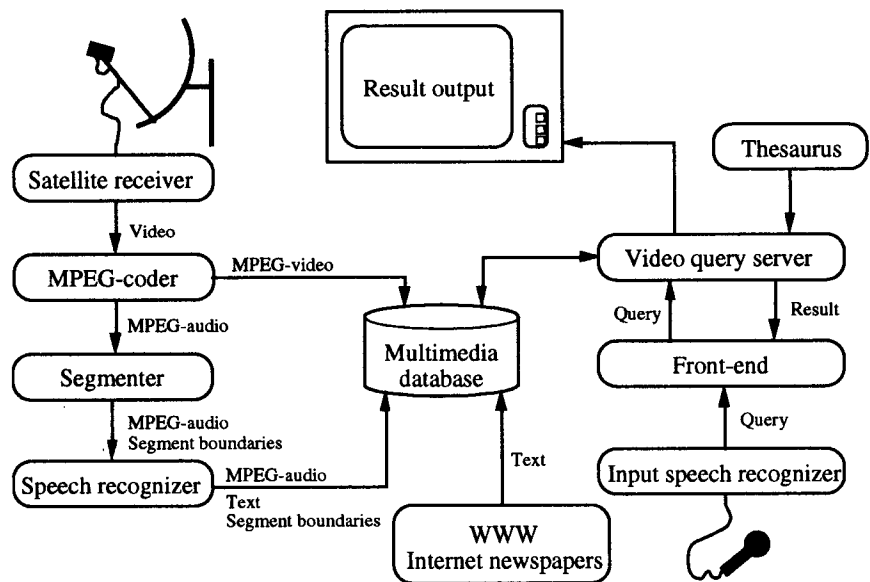 Result output
Thesaurus
Satellite receiver
Video
MPEG-coder
MPEG-video
Video query server
MPEG-audio
Query
Result
Multimedia
database
Segmenter
Front-end
MPEG-audio
Segment boundaries
Query
Speech recognizer
MPEG-audio
Text
Segment boundaries
Text
Input speech recognizer
WWW
Internet newspapers